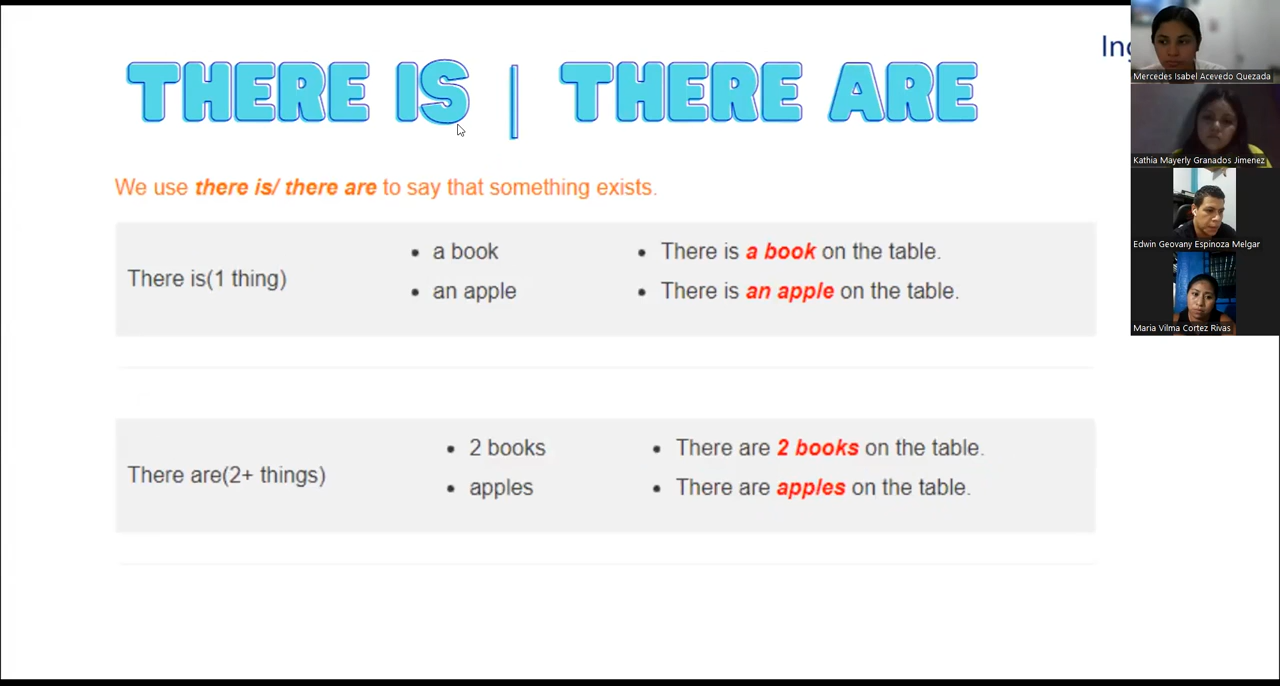 THERE IS | THERE ARE
We use there is/ there are to say that something exists.
There is(1 thing)
• a book
• an apple
• There is a book on the table.
• There is an apple on the table.
There are(2+ things)
• 2 books
• apples
• There are 2 books on the table.
• There are apples on the table.
Mercedes Isabel Acevedo Quezada
Kathia Mayerly Granados Jimenez
Edwin Geovany Espinoza Melgar
Maria Vilma Cortez Rivas